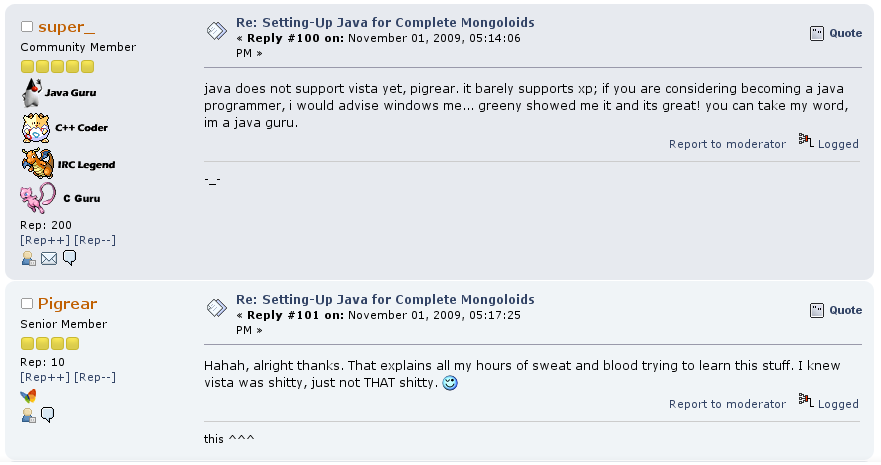 super_
Community Member
Java Guru
C++ Coder
IRC Legend
C Guru
Rep: 200
[Rep++] [Rep--]
Re: Setting-Up Java for Complete Mongoloids
« Reply #100 on: November 01, 2009, 05:14:06
PM »
Quote
java does not support vista yet, pigrear. it barely supports xp; if you are considering becoming a java
programmer, i would advise windows me... greeny showed me it and its great! you can take my word,
im a java guru.
Report to moderator Logged
-_-
Pigrear
Senior Member
Rep: 10
[Rep++] [Rep--]
Re: Setting-Up Java for Complete Mongoloids
« Reply #101 on: November 01, 2009, 05:17:25
PM »
Quote
Hahah, alright thanks. That explains all my hours of sweat and blood trying to learn this stuff. I knew
vista was shitty, just not THAT shitty.
Report to moderator Logged
this ^^^